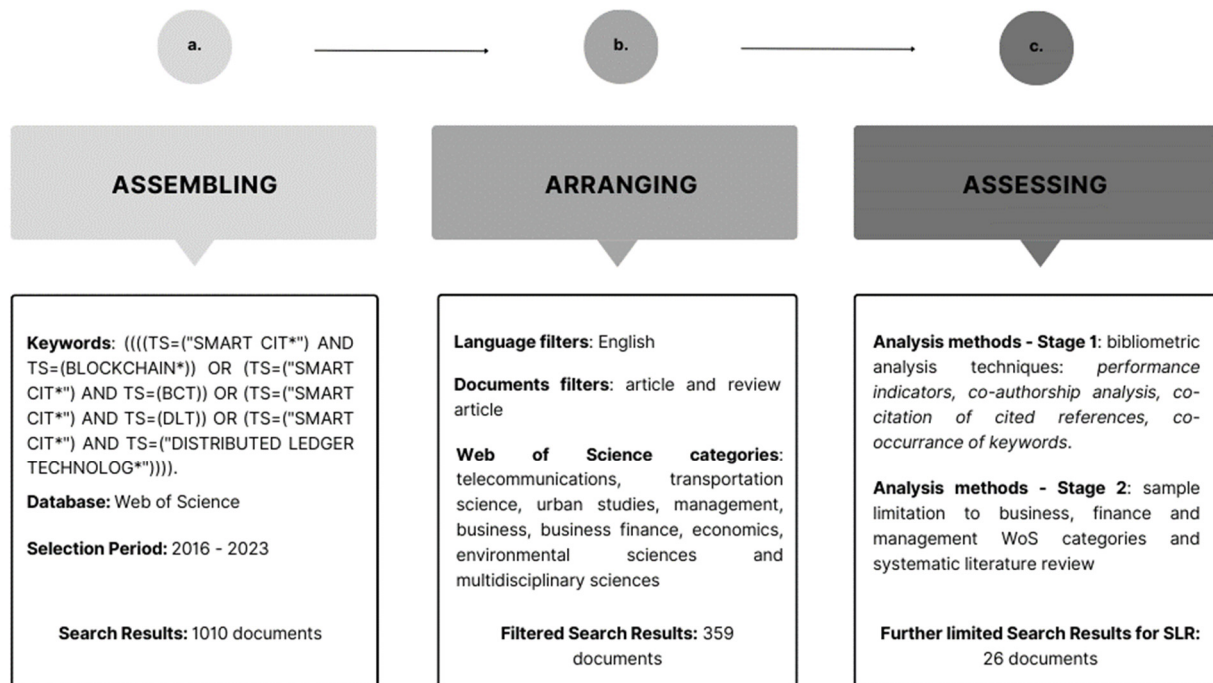 a.
b.
c.
ASSEMBLING
ARRANGING
ASSESSING
Keywords: ((((TS=("SMART CIT*") AND
TS=(BLOCKCHAIN*)) OR (TS=("SMART
CIT*") AND TS=(BCT)) OR (TS=("SMART
CIT*") AND TS=(DLT)) OR (TS=("SMART
CIT*") AND TS=("DISTRIBUTED LEDGER
TECHNOLOG*")))).
Database: Web of Science
Selection Period: 2016 - 2023
Search Results: 1010 documents
Language filters: English
Documents filters: article and review
article
Web of Science categories:
telecommunications, transportation
science, urban studies, management,
business, business finance, economics,
environmental sciences and
multidisciplinary sciences
Filtered Search Results: 359
documents
Analysis methods - Stage 1: bibliometric
analysis techniques: performance
indicators, co-authorship analysis, co-
citation of cited references, co-
occurrance of keywords.
Analysis methods - Stage 2: sample
limitation to business, finance and
management WoS categories and
systematic literature review
Further limited Search Results for SLR:
26 documents